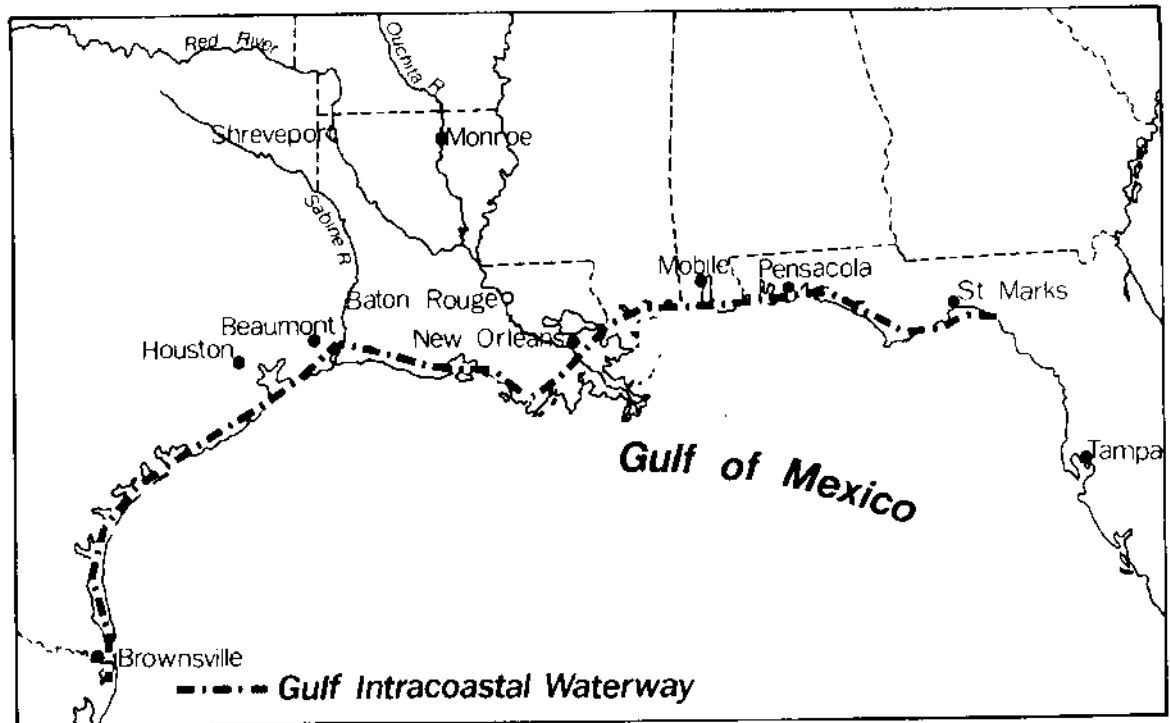 Red River
Ouchita R
Shreveport
Monroe
Sabine R
Mobile
Pensacola
St Marks
Baton Rouge
Beaumont
New Orleans
Houston
Gulf of Mexico
Tampa
Brownsville
Gulf Intracoastal Waterway